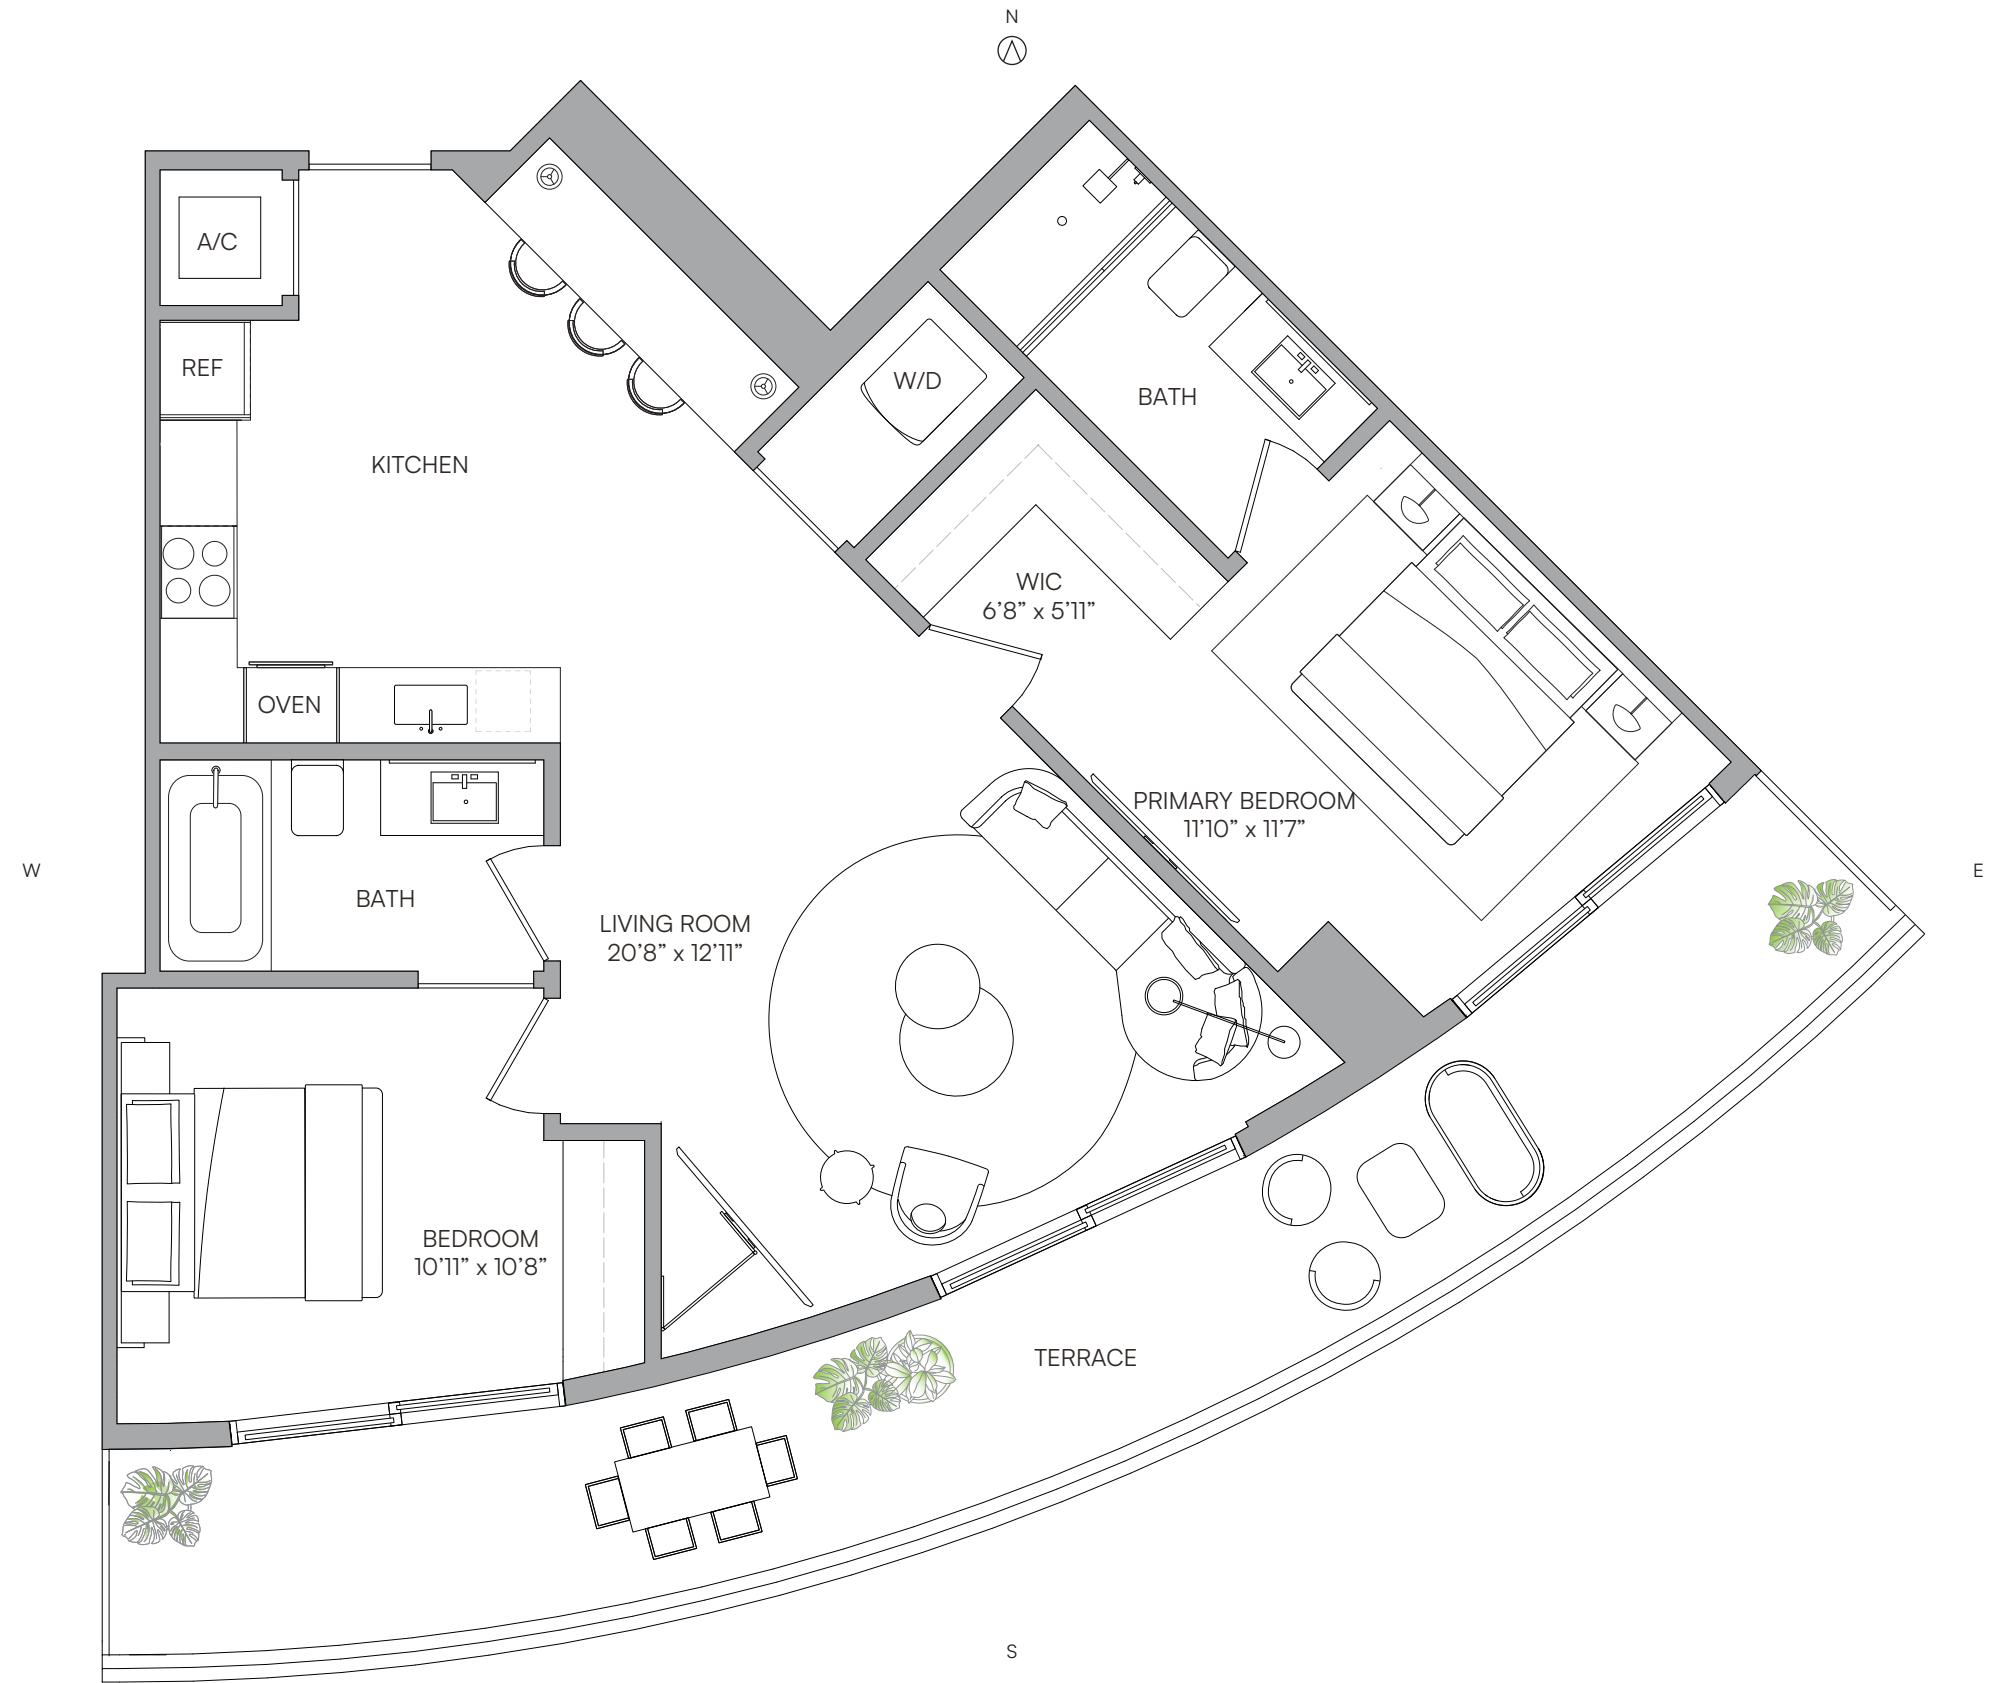 N
A/C
REF
W/D
BATH
KITCHEN
WIC
6’8” x 5’11”
OVEN
PRIMARY BEDROOM
11’10” x 11’7”
W
E
BATH
LIVING ROOM
20’8” x 12’11”
BEDROOM
10’11” x 10’8”
TERRACE
S